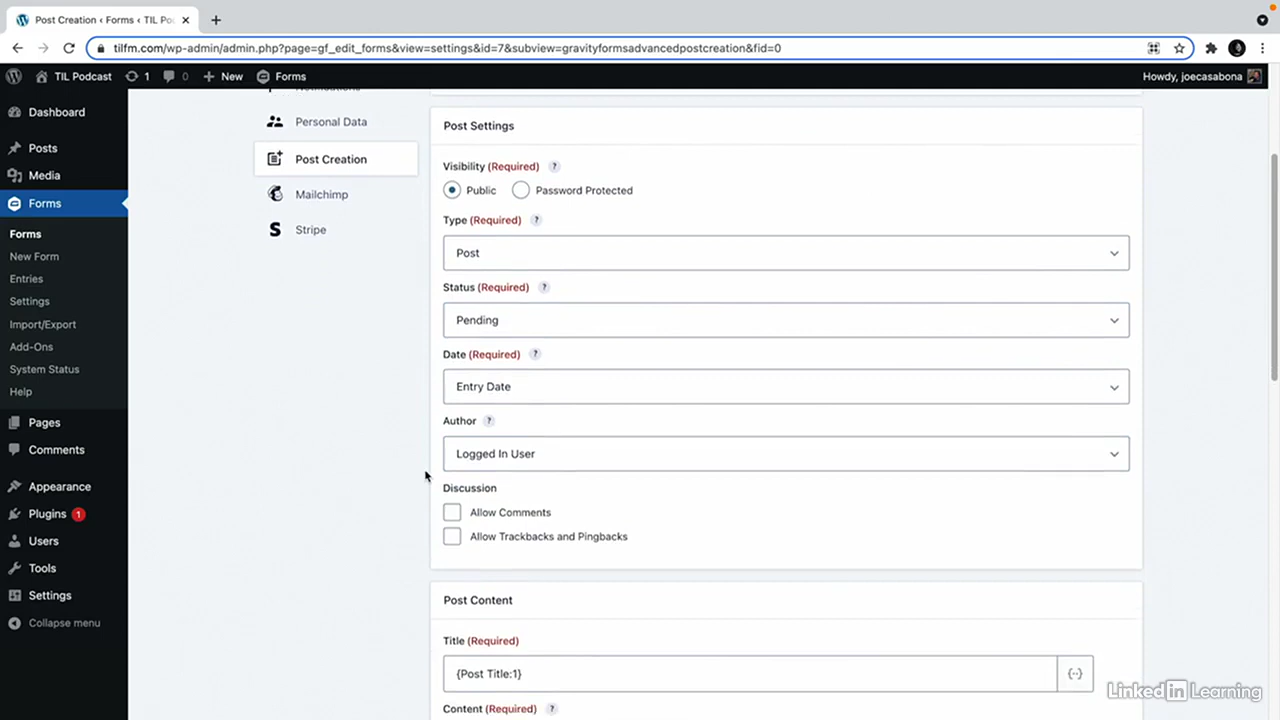 Post Creation ‹ Forms ‹ TIL Po
tilfm.com/wp-admin/admin.php?page=gf_edit_forms&view=settings&id=7&subview=gravityformsadvancedpostcreation&fid=0
TIL Podcast 1 0 New Forms Howdy, joecasabona
Dashboard
Posts
Media
Forms
Forms
New Form
Entries
Settings
Import/Export
Add-Ons
System Status
Help
Pages
Comments
Appearance
Plugins 1
Users
Tools
Settings
Collapse menu
Notifications
Personal Data
Post Creation
Mailchimp
S Stripe
Post Settings
Visibility (Required) ?
Public Password Protected
Type (Required) ?
Post
Status (Required) ?
Pending
Date (Required) ?
Entry Date
Author ?
Logged In User
Discussion
Allow Comments
Allow Trackbacks and Pingbacks
Post Content
Title (Required)
{Post Title:1}
{··}
Content (Required) ?
LinkedIn Learning